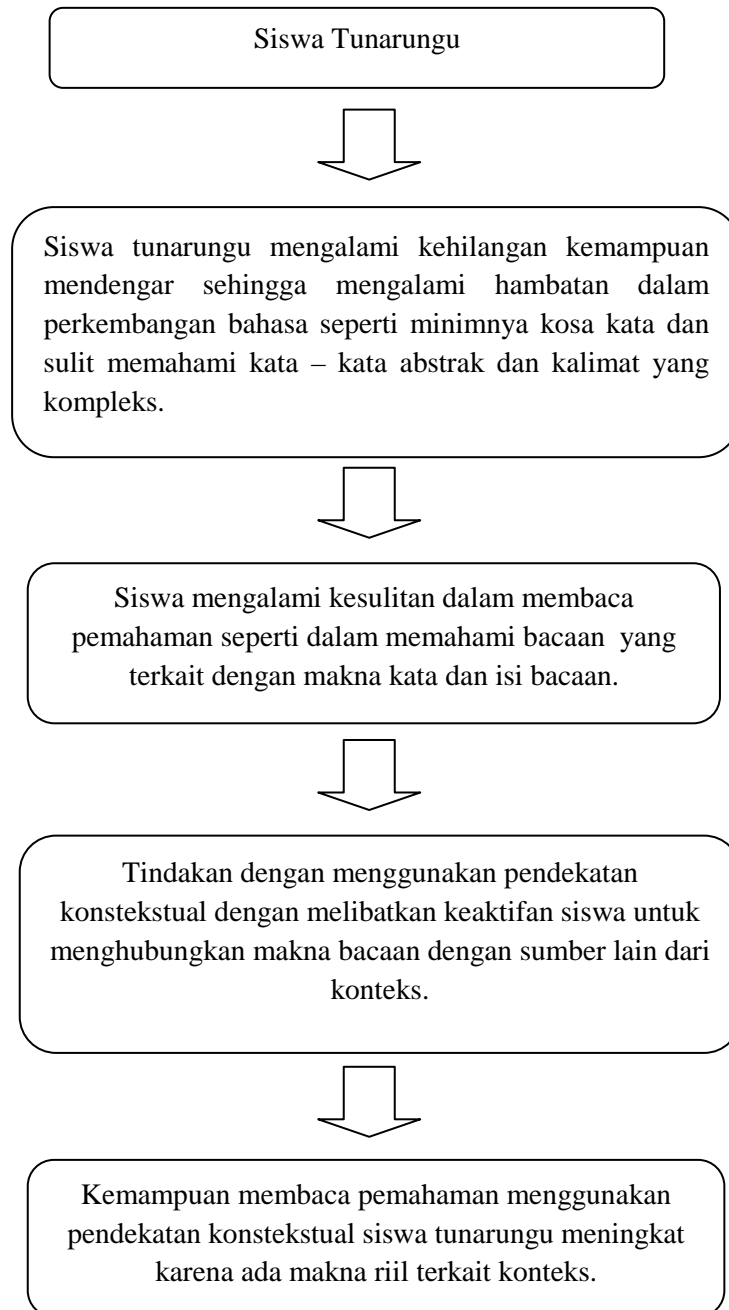 Siswa Tunarungu
Siswa tunarungu mengalami kehilangan kemampuan
mendengar sehingga mengalami hambatan dalam
perkembangan bahasa seperti minimnya kosa kata dan
sulit memahami kata – kata abstrak dan kalimat yang
kompleks.
Siswa mengalami kesulitan dalam membaca
pemahaman seperti dalam memahami bacaan yang
terkait dengan makna kata dan isi bacaan.
Tindakan dengan menggunakan pendekatan
konstekstual dengan melibatkan keaktifan siswa untuk
menghubungkan makna bacaan dengan sumber lain dari
konteks.
Kemampuan membaca pemahaman menggunakan
pendekatan konstekstual siswa tunarungu meningkat
karena ada makna riil terkait konteks.